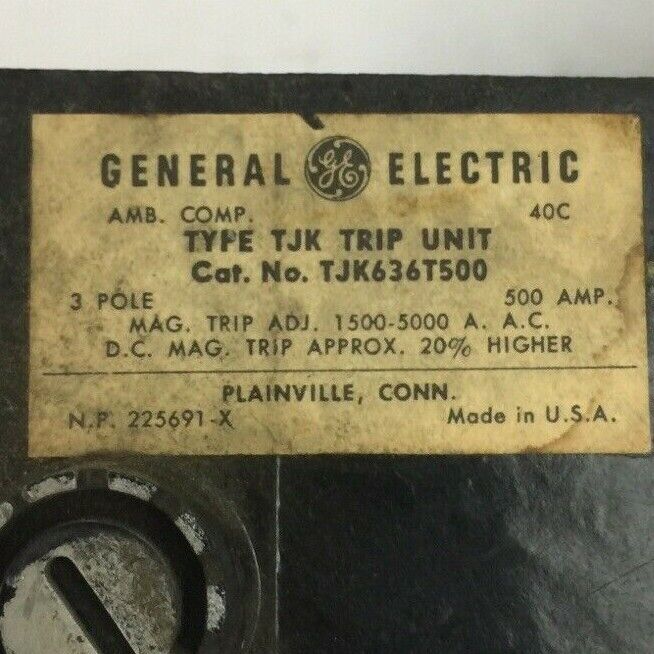 GENERAL GE ELECTRIC
AMB. COMP. 40C
TYPE TJK TRIP UNIT
Cat. No. TJK636T500
3 POLE 500 AMP.
MAG. TRIP ADJ. 1500-5000 A. A.C.
D.C. MAG. TRIP APPROX. 20% HIGHER
PLAINVILLE, CONN.
N.P. 225691-X Made in U.S.A.